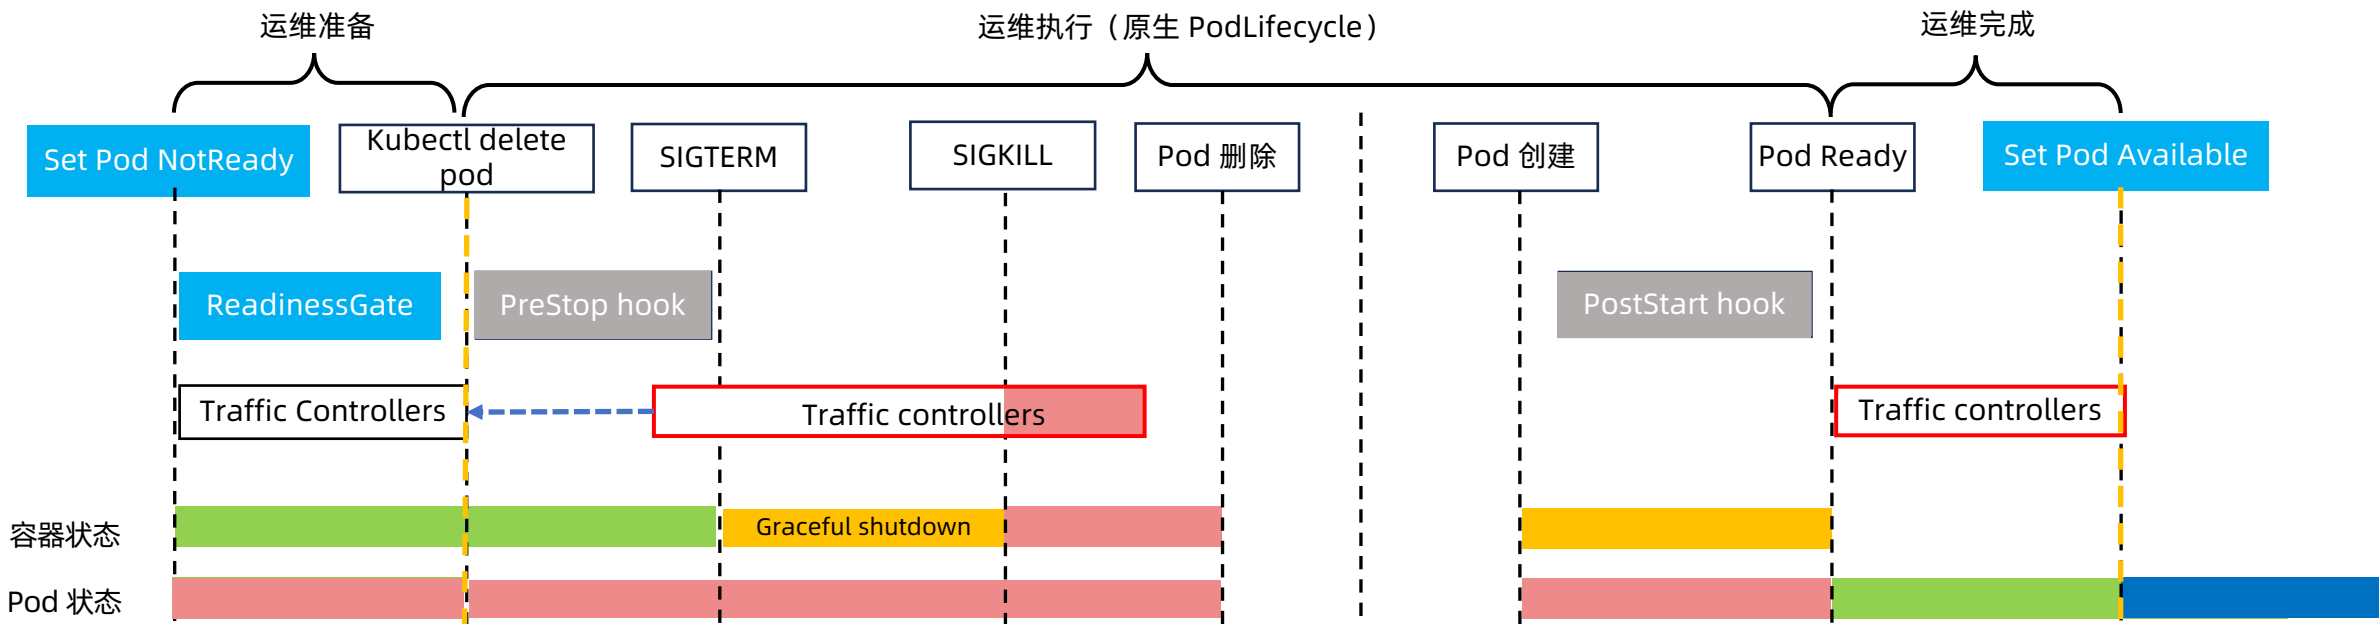 运维准备
运维执行（原生 PodLifecycle）
运维完成
Set Pod NotReady
Kubectl delete
pod
SIGTERM
SIGKILL
Pod 删除
Pod 创建
Pod Ready
Set Pod Available
ReadinessGate
PreStop hook
PostStart hook
Traffic Controllers
Traffic controllers
Traffic controllers
容器状态
Graceful shutdown
Pod 状态